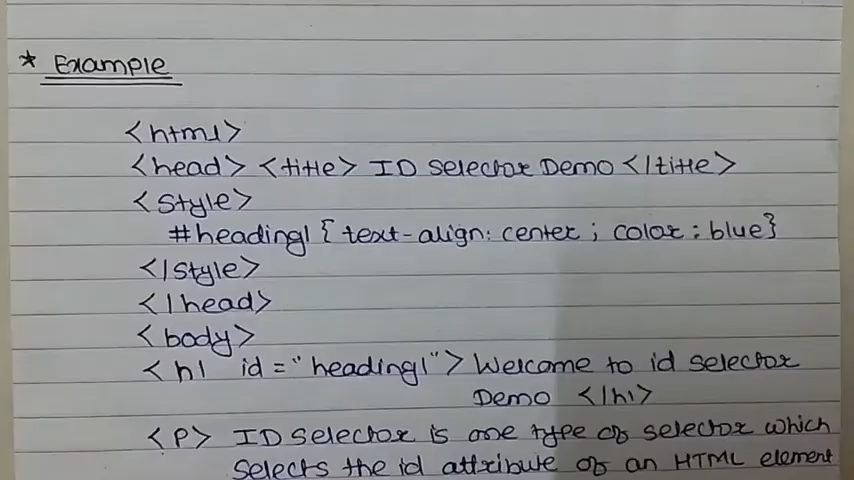 * Example
<html>
<head> <title> ID selector Demo </title>
<style>
#heading1 { text-align: center ; color : blue}
</style>
</head>
<body>
<h1 id = "heading1"> Welcome to id selector
Demo </h1>
<p> ID selector is one type of selector which
selects the id attribute of an HTML element